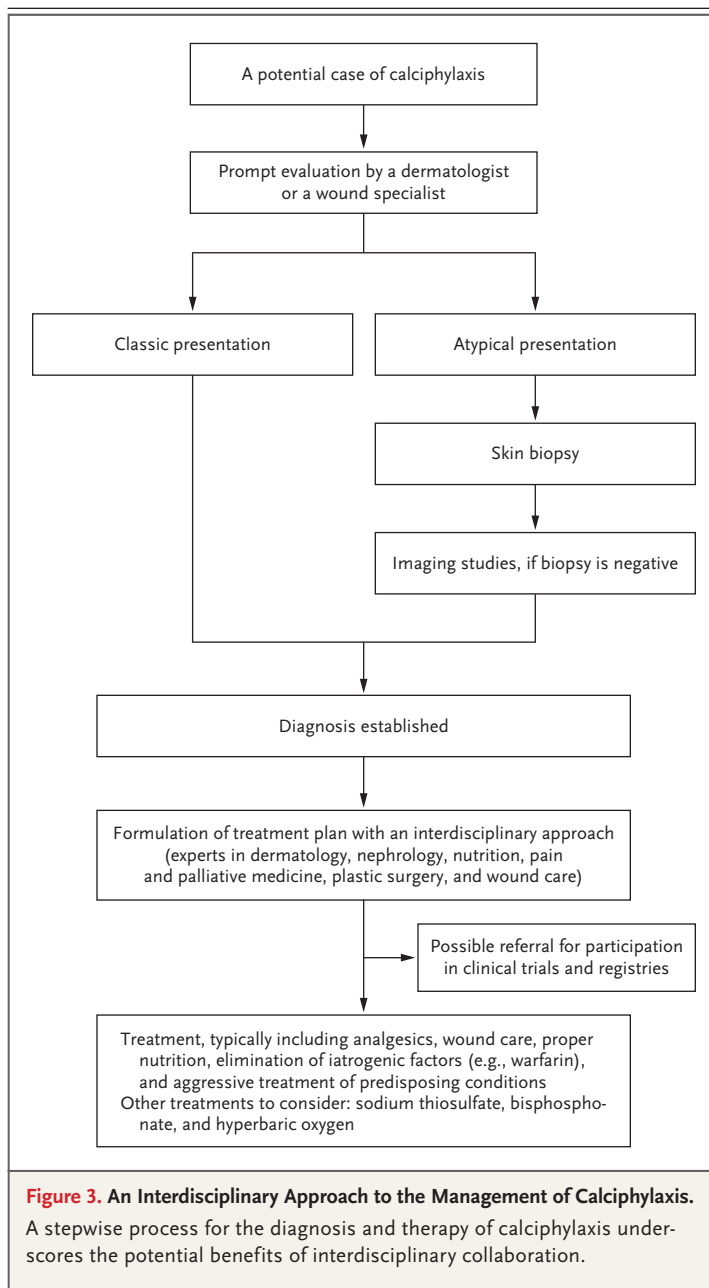 A potential case of calciphylaxis
Prompt evaluation by a dermatologist
or a wound specialist
Classic presentation
Atypical presentation
Skin biopsy
Imaging studies, if biopsy is negative
Diagnosis established
Formulation of treatment plan with an interdisciplinary approach
(experts in dermatology, nephrology, nutrition, pain
and palliative medicine, plastic surgery, and wound care)
Possible referral for participation
in clinical trials and registries
Treatment, typically including analgesics, wound care, proper
nutrition, elimination of iatrogenic factors (e.g., warfarin),
and aggressive treatment of predisposing conditions
Other treatments to consider: sodium thiosulfate, bisphospho-
nate, and hyperbaric oxygen
Figure 3. An Interdisciplinary Approach to the Management of Calciphylaxis.
A stepwise process for the diagnosis and therapy of calciphylaxis under-
scores the potential benefits of interdisciplinary collaboration.